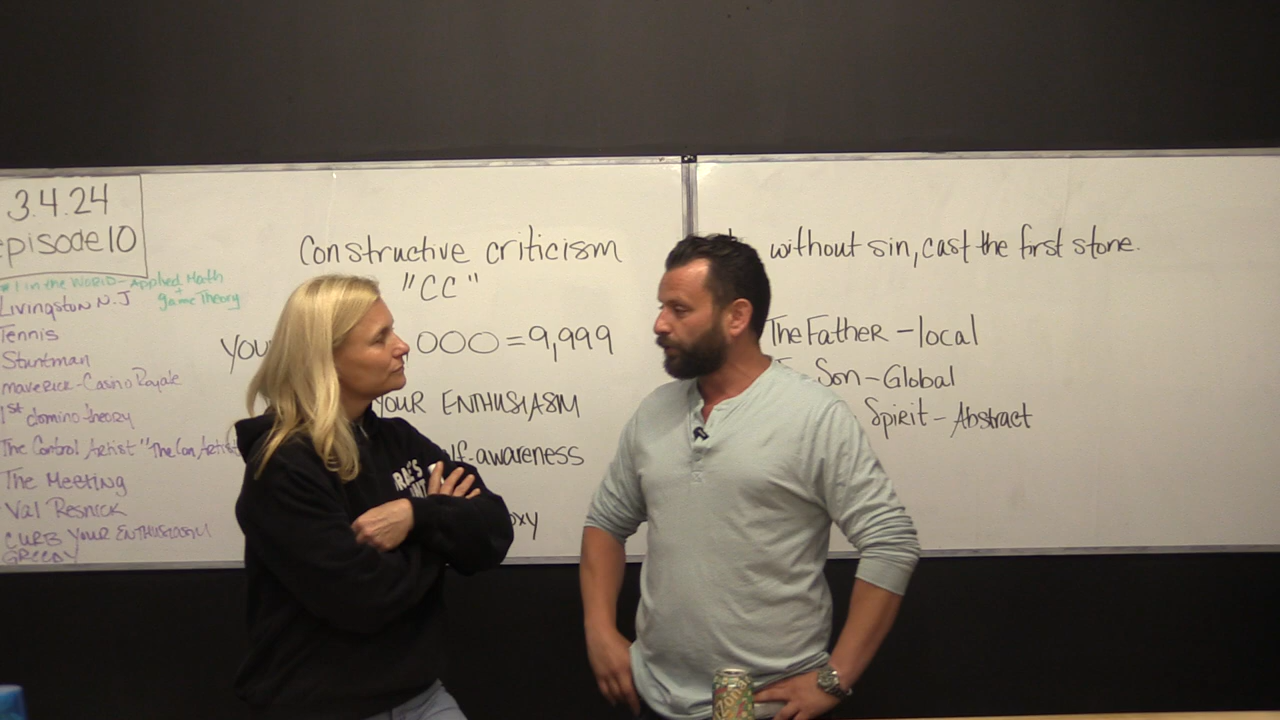 3.4.24
episode 10
#1 in the WORLD - Applied Math
+
game Theory
Livingston N.J
Tennis
Stuntman
maverick - Casino Royale
1st domino theory
The Control Artist "The Con Artist
The Meeting
Val Resnick
CURB YOUR ENTHUSIASM
GREEDY
Constructive criticism
"CC"
YOU 000 = 9,999
YOUR ENTHUSIASM
lf-awareness
oxy
without sin, cast the first stone.
The Father - local
Son - Global
Spirit - Abstract